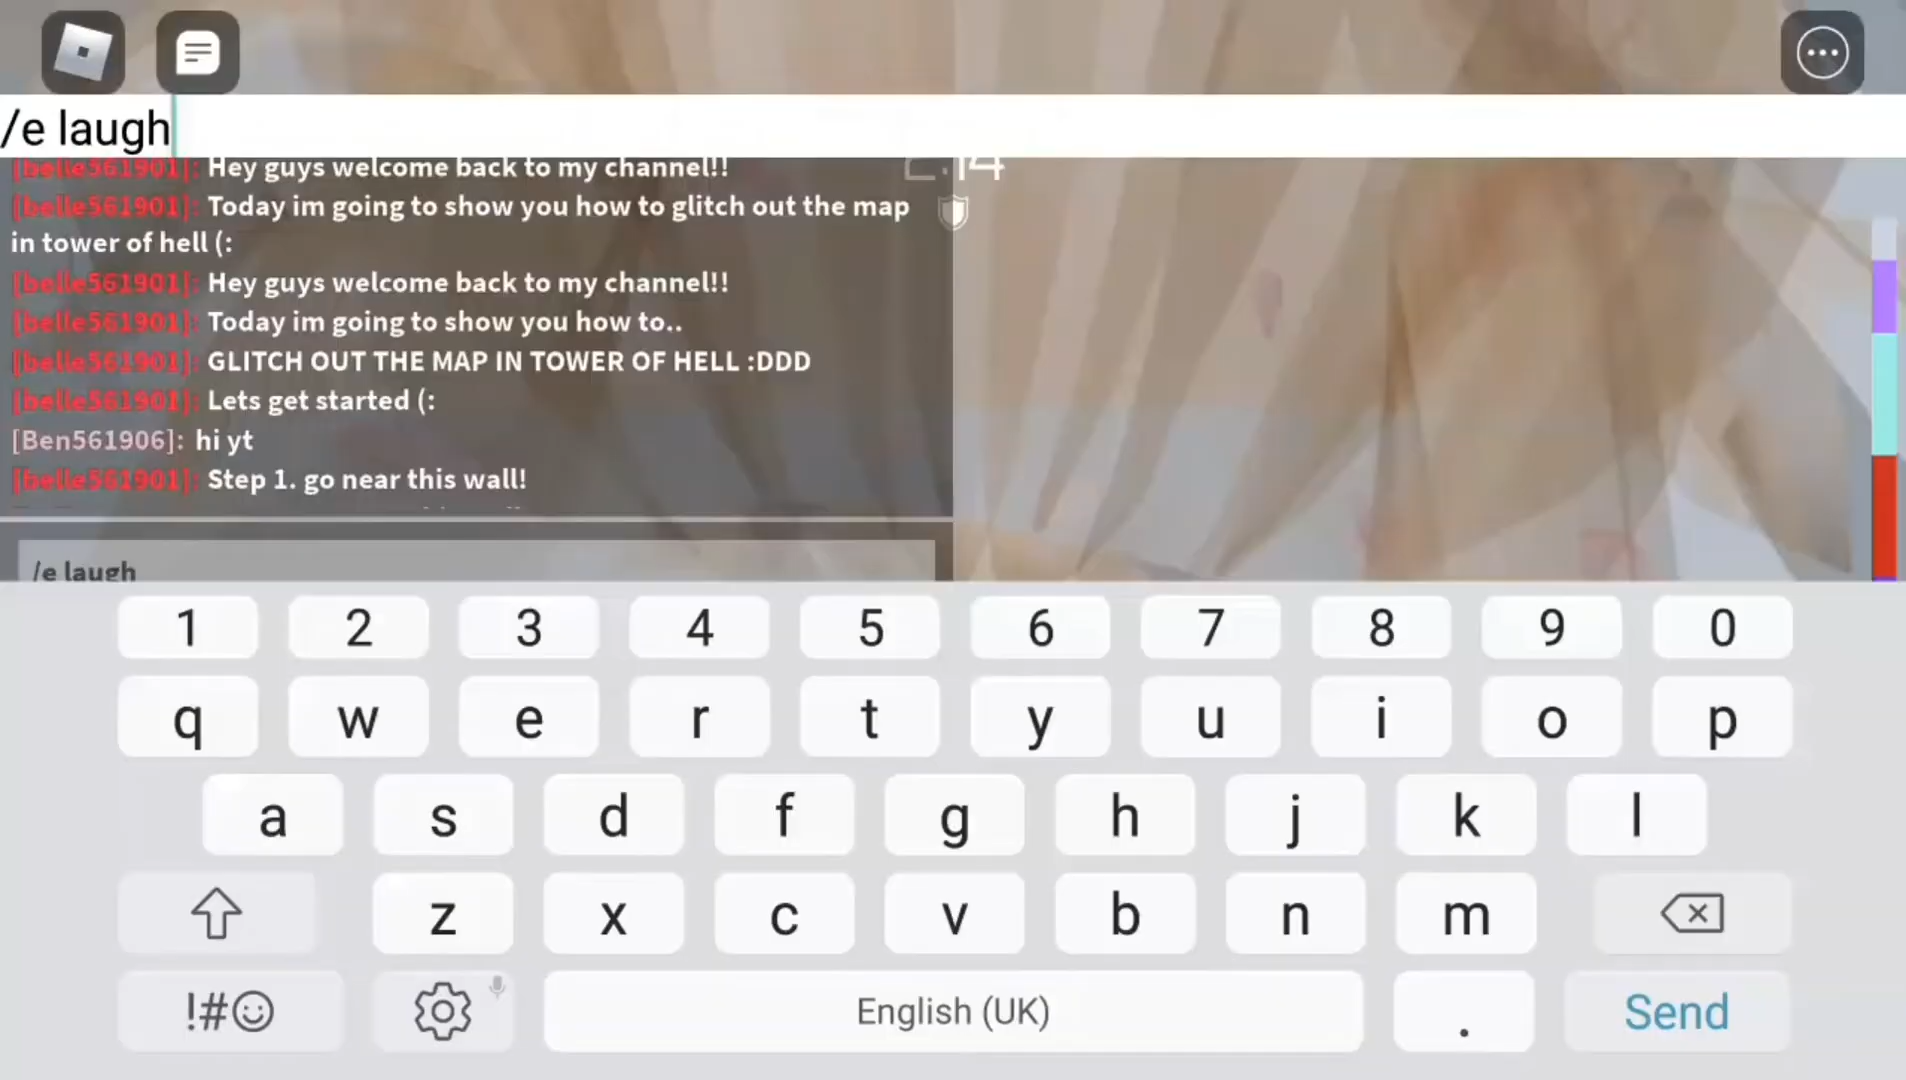 /e laugh
[belle561901]: Hey guys welcome back to my channel!!
[belle561901]: Today im going to show you how to glitch out the map
in tower of hell (:
[belle561901]: Hey guys welcome back to my channel!!
[belle561901]: Today im going to show you how to..
[belle561901]: GLITCH OUT THE MAP IN TOWER OF HELL :DDD
[belle561901]: Lets get started (:
[Ben561906]: hi yt
[belle561901]: Step 1. go near this wall!
/e laugh
1 2 3 4 5 6 7 8 9 0
q w e r t y u i o p
a s d f g h j k l
z x c v b n m
!#☺ English (UK) . Send